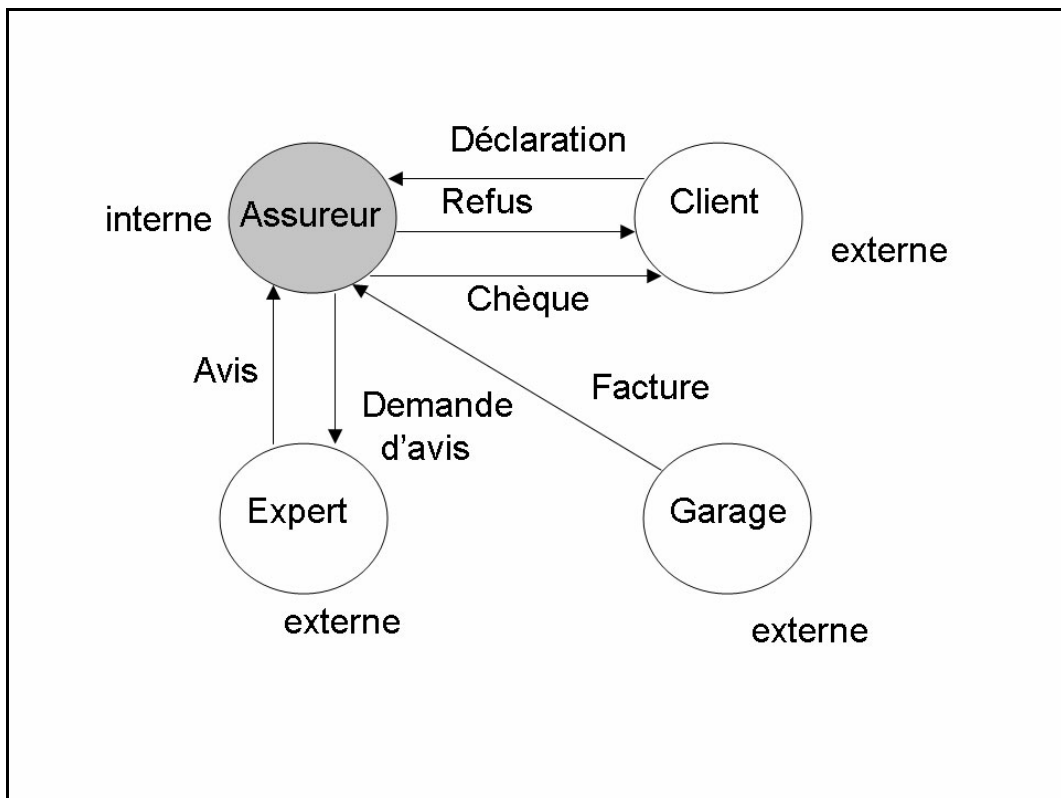 Déclaration
Assureur
Refus
Client
interne
externe
Chèque
Avis
Demande
d'avis
Facture
Expert
Garage
externe
externe